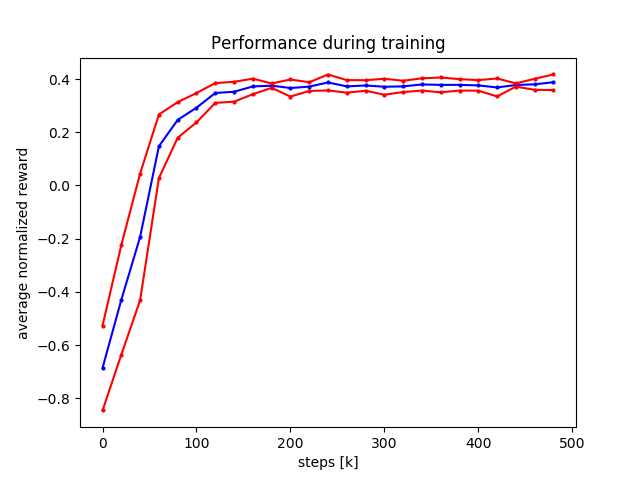 Performance during training
average normalized reward
0.4
0.2
0.0
−0.2
−0.4
−0.6
−0.8
0 100 200 300 400 500
steps [k]